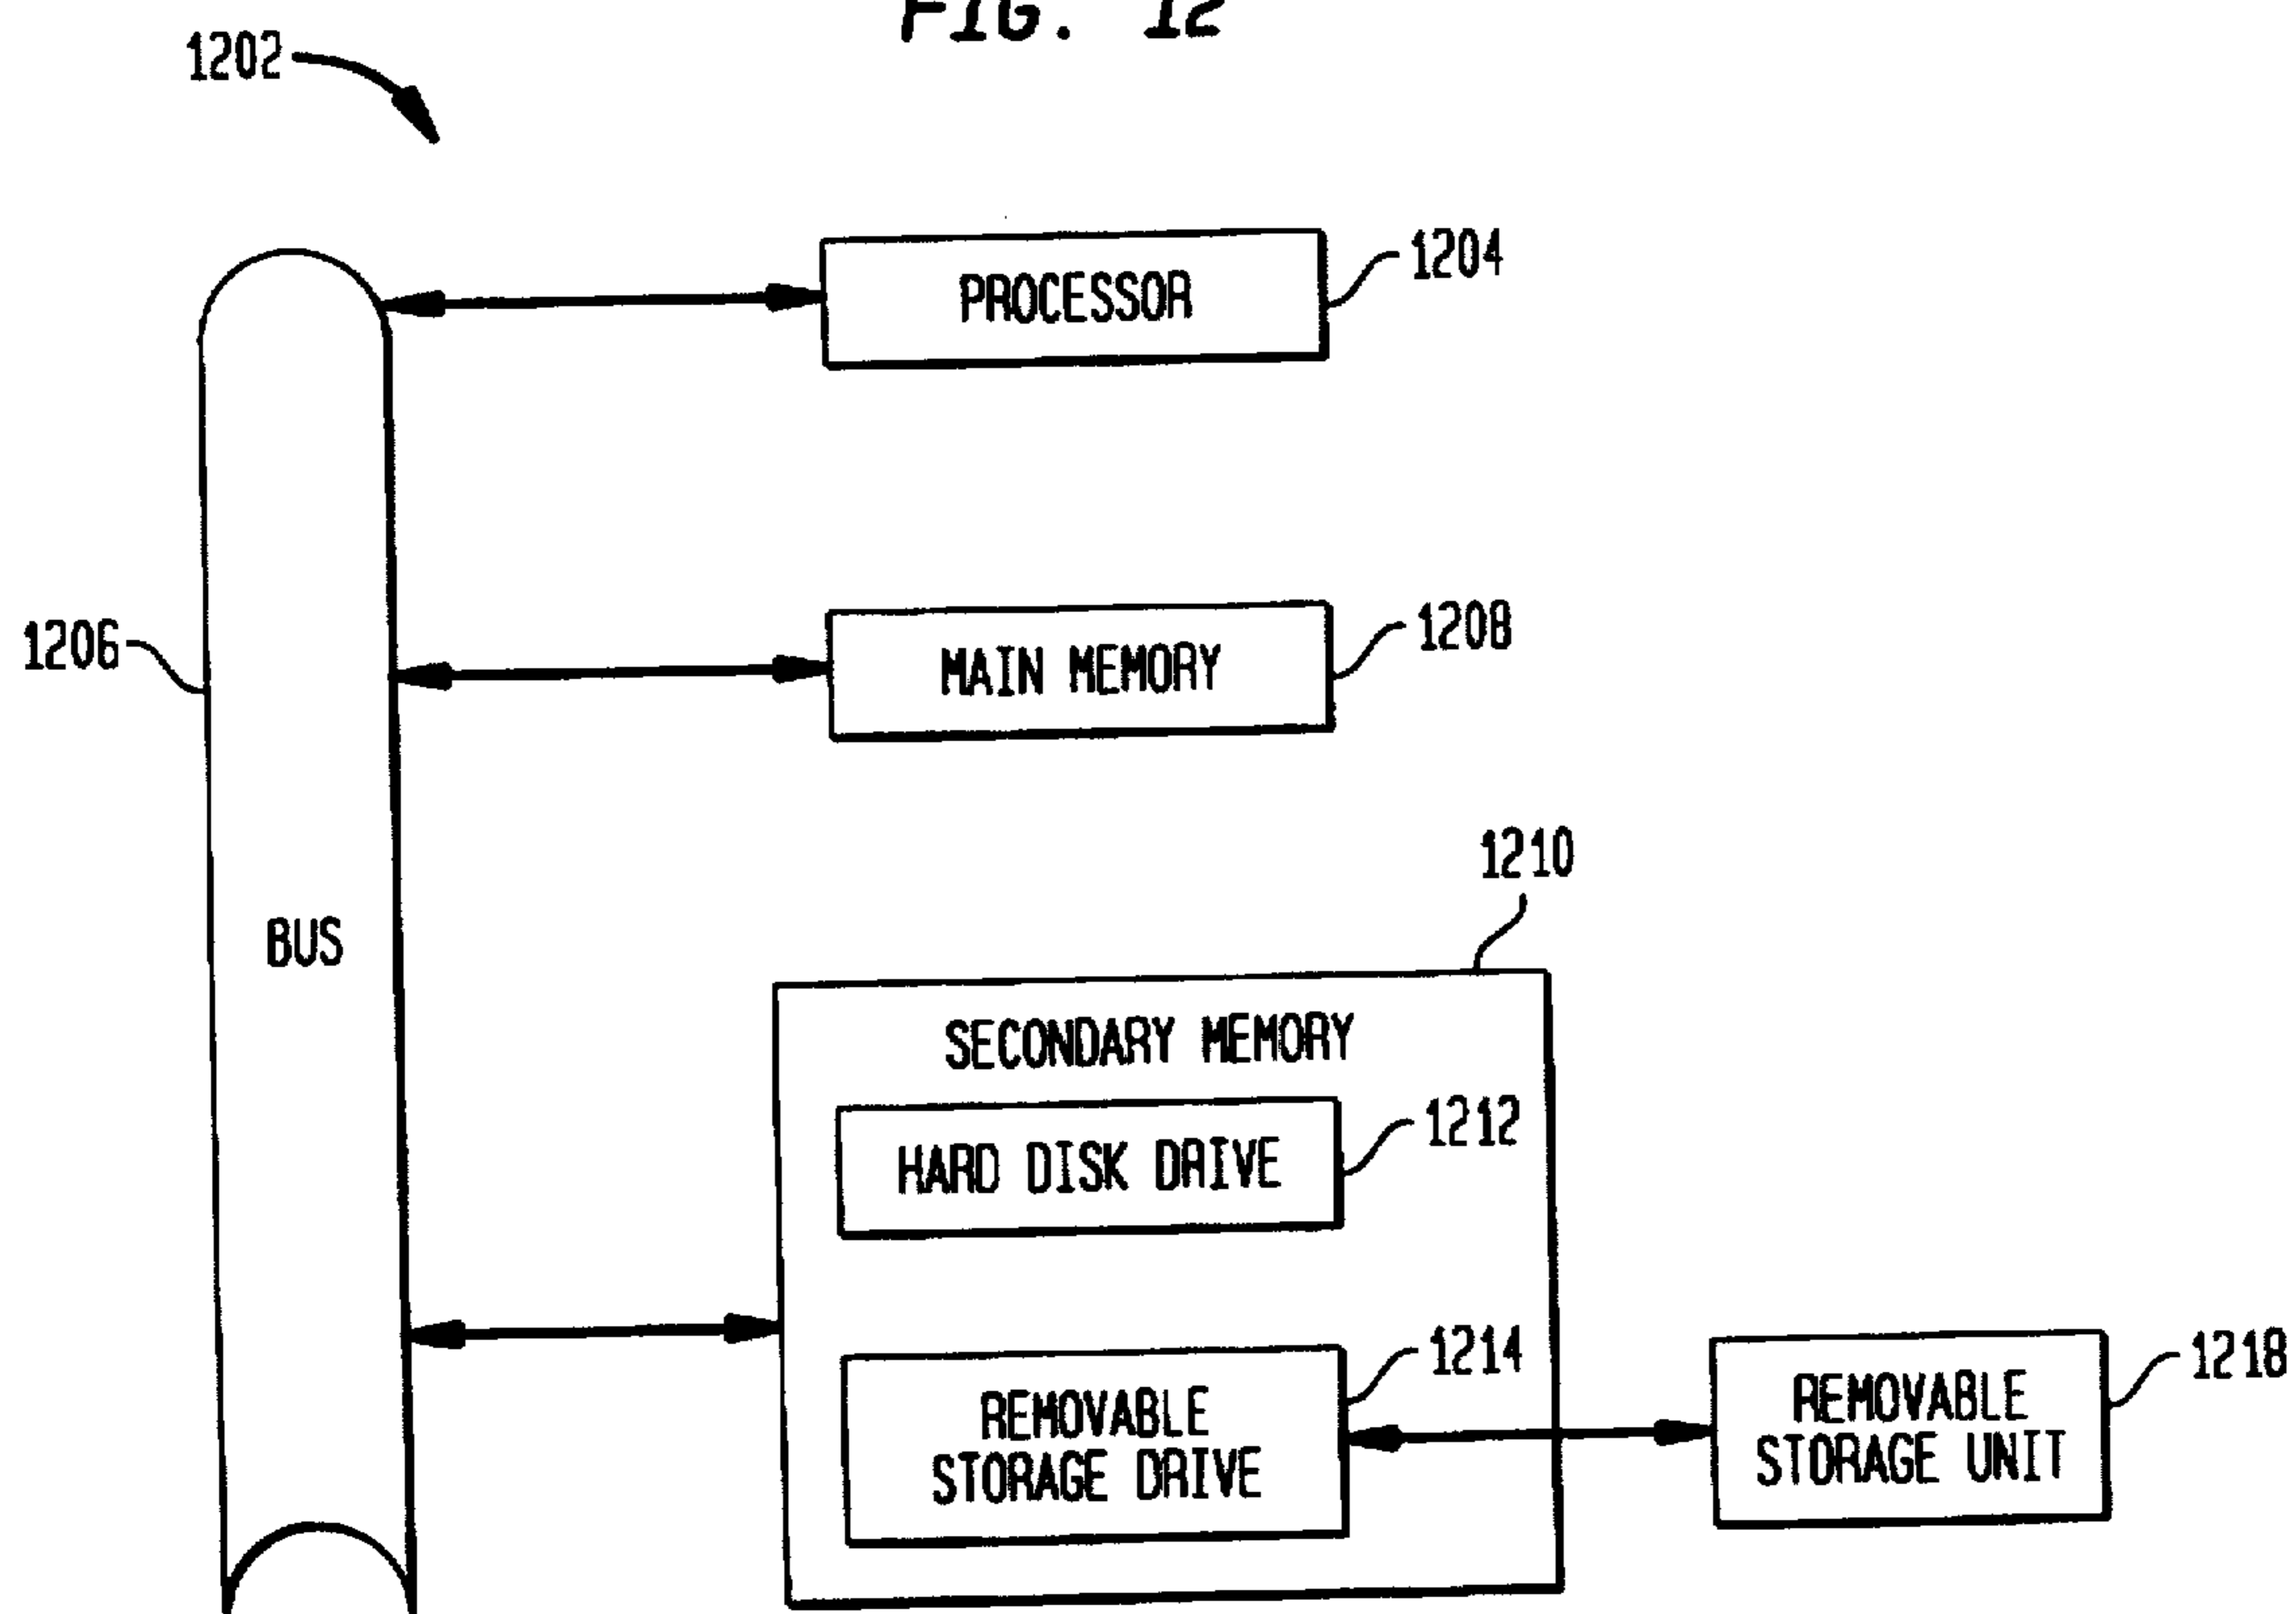 FIG. 12
1202
PROCESSOR
1204
MAIN MEMORY
1208
1206
BUS
1210
SECONDARY MEMORY
HARD DISK DRIVE
1212
1214
REMOVABLE
STORAGE DRIVE
REMOVABLE
STORAGE UNIT
1218